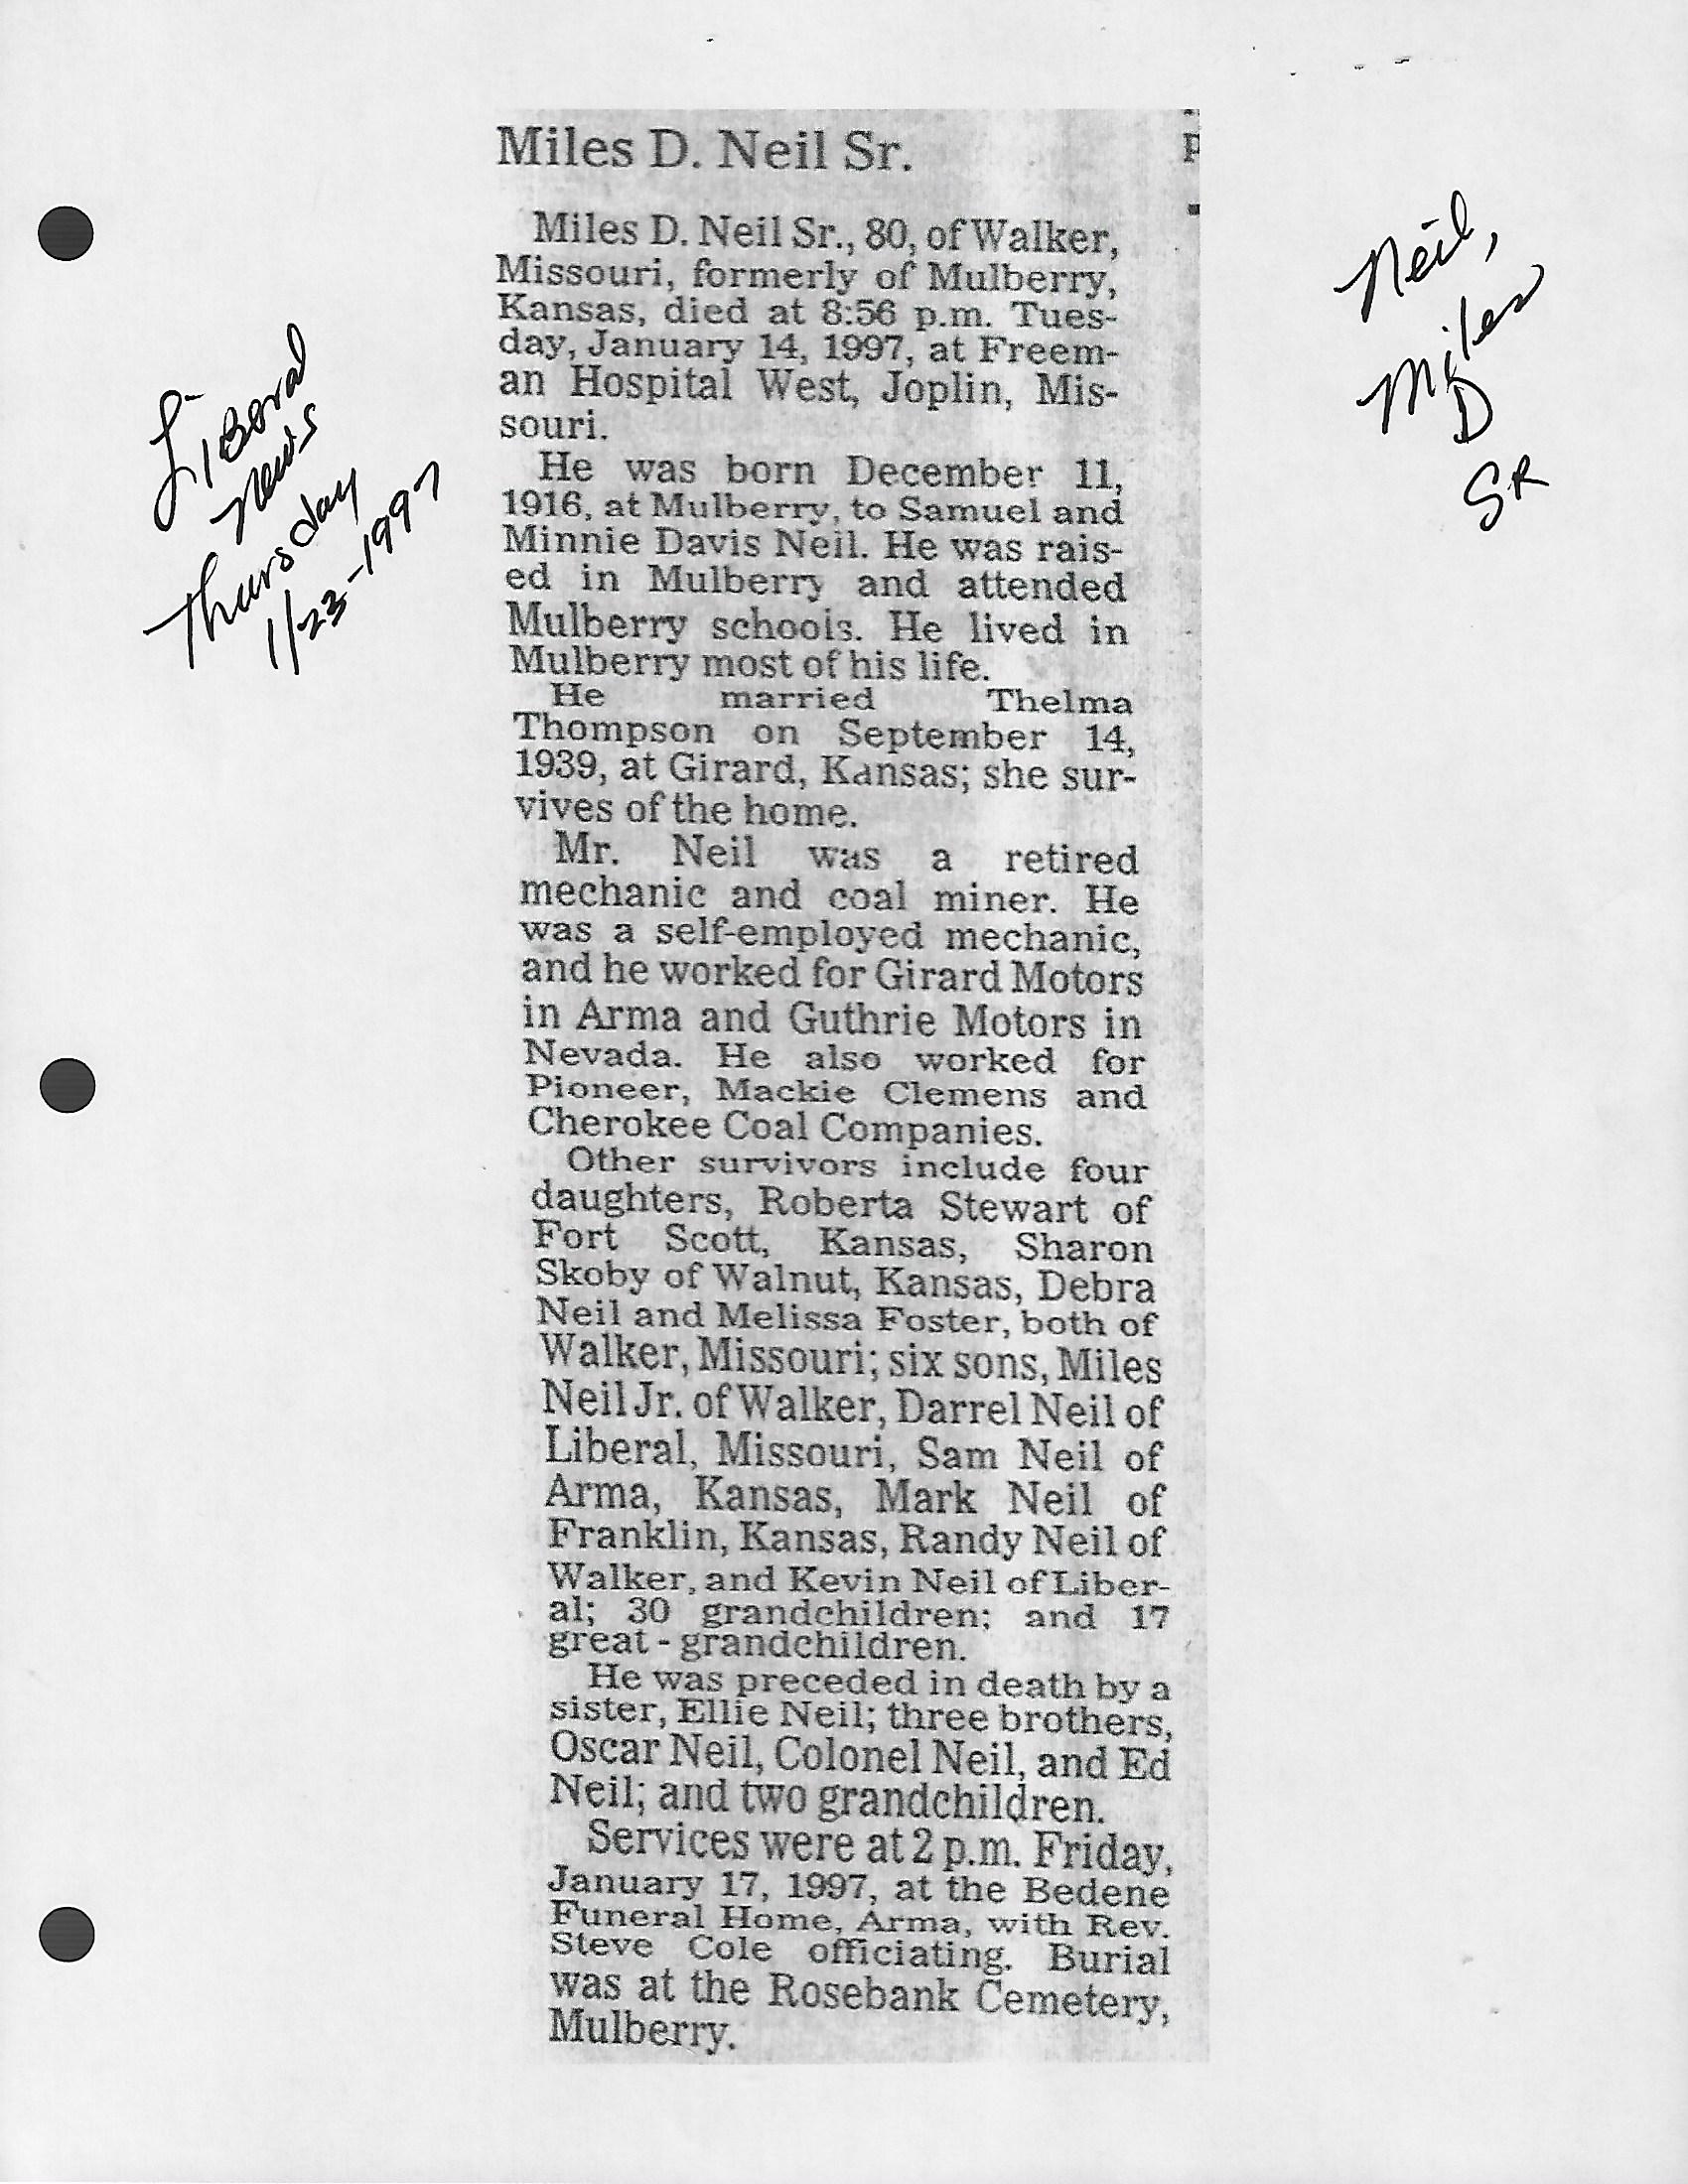 Miles D. Neil Sr.
Miles D. Neil Sr., 80, of Walker,
Missouri, formerly of Mulberry,
Kansas, died at 8:56 p.m. Tues-
day, January 14, 1997, at Freem-
an Hospital West, Joplin, Mis-
souri.
He was born December 11,
1916, at Mulberry, to Samuel and
Minnie Davis Neil. He was rais-
ed in Mulberry and attended
Mulberry schools. He lived in
Mulberry most of his life.
He married Thelma
Thompson on September 14,
1939, at Girard, Kansas; she sur-
vives of the home.
Mr. Neil was a retired
mechanic and coal miner. He
was a self-employed mechanic,
and he worked for Girard Motors
in Arma and Guthrie Motors in
Nevada. He also worked for
Pioneer, Mackie Clemens and
Cherokee Coal Companies.
Other survivors include four
daughters, Roberta Stewart of
Fort Scott, Kansas, Sharon
Skoby of Walnut, Kansas, Debra
Neil and Melissa Foster, both of
Walker, Missouri; six sons, Miles
Neil Jr. of Walker, Darrel Neil of
Liberal, Missouri, Sam Neil of
Arma, Kansas, Mark Neil of
Franklin, Kansas, Randy Neil of
Walker, and Kevin Neil of Liber-
al; 30 grandchildren; and 17
great - grandchildren.
He was preceded in death by a
sister, Ellie Neil; three brothers,
Oscar Neil, Colonel Neil, and Ed
Neil; and two grandchildren.
Services were at 2 p.m. Friday,
January 17, 1997, at the Bedene
Funeral Home, Arma, with Rev.
Steve Cole officiating. Burial
was at the Rosebank Cemetery,
Mulberry.
Liberal
News
Thursday
1/23-1997
Neil,
Miles
D
SR
p